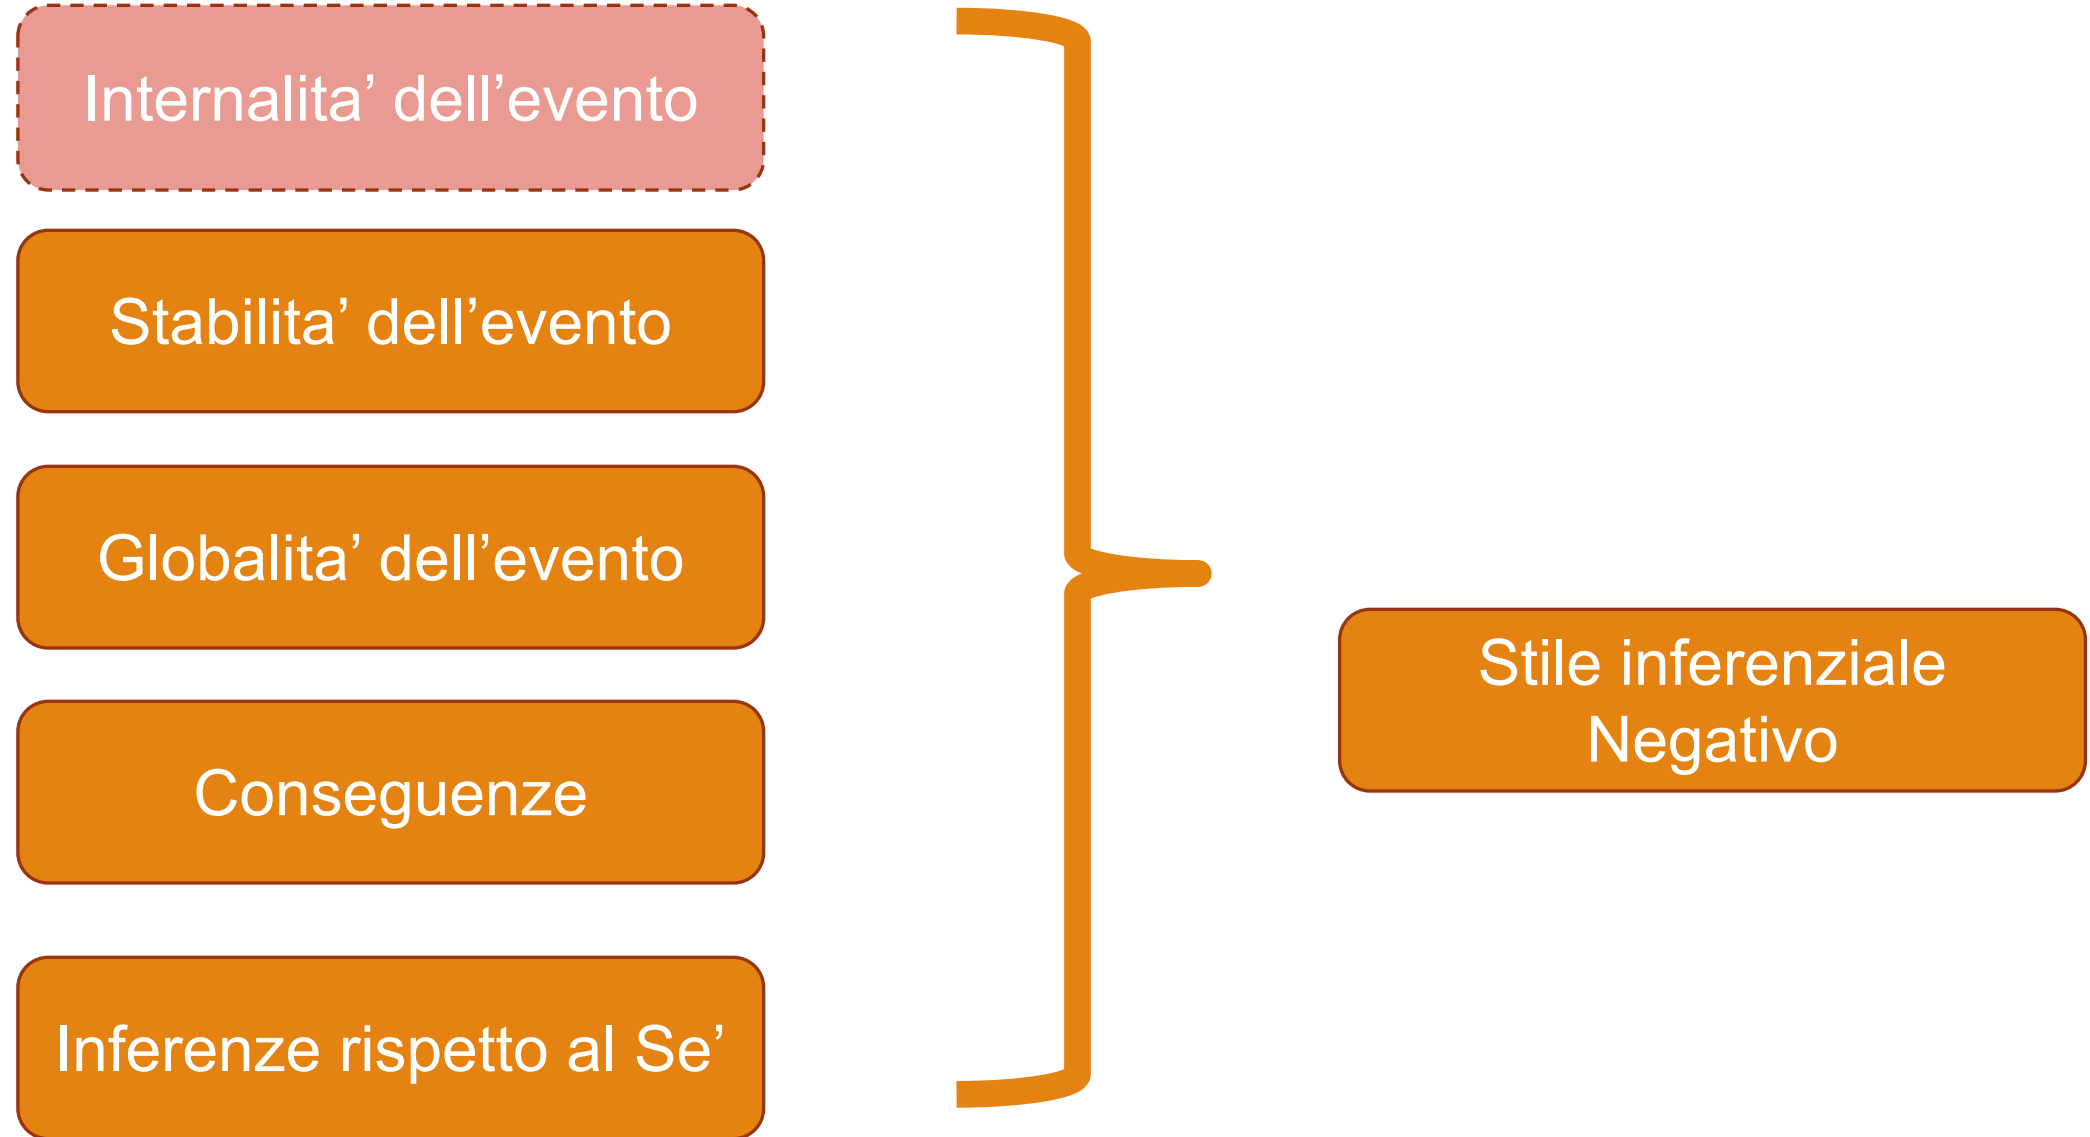 Internalita’ dell’evento
Stabilita’ dell’evento
Globalita’ dell’evento
Conseguenze
Inferenze rispetto al Se’
Stile inferenziale
Negativo